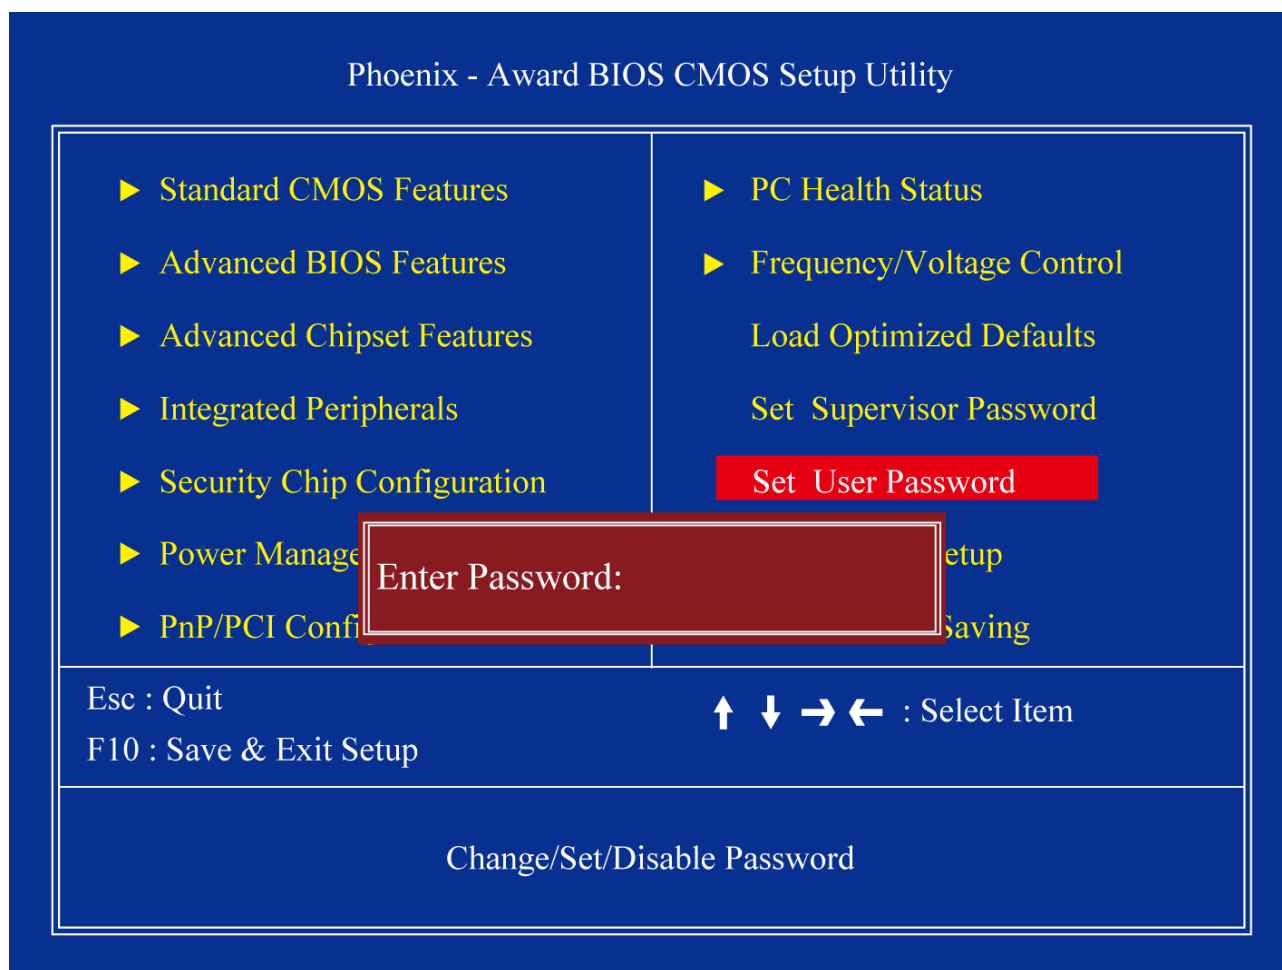 Phoenix - Award BIOS CMOS Setup Utility
Standard CMOS Features
Advanced BIOS Features
Advanced Chipset Features
Integrated Peripherals
Security Chip Configuration
Power Manage
PnP/PCI Confi
PC Health Status
Frequency/Voltage Control
Load Optimized Defaults
Set Supervisor Password
Set User Password
etup
Saving
Enter Password:
Esc : Quit
F10 : Save & Exit Setup
↑ ↓ → ← : Select Item
Change/Set/Disable Password